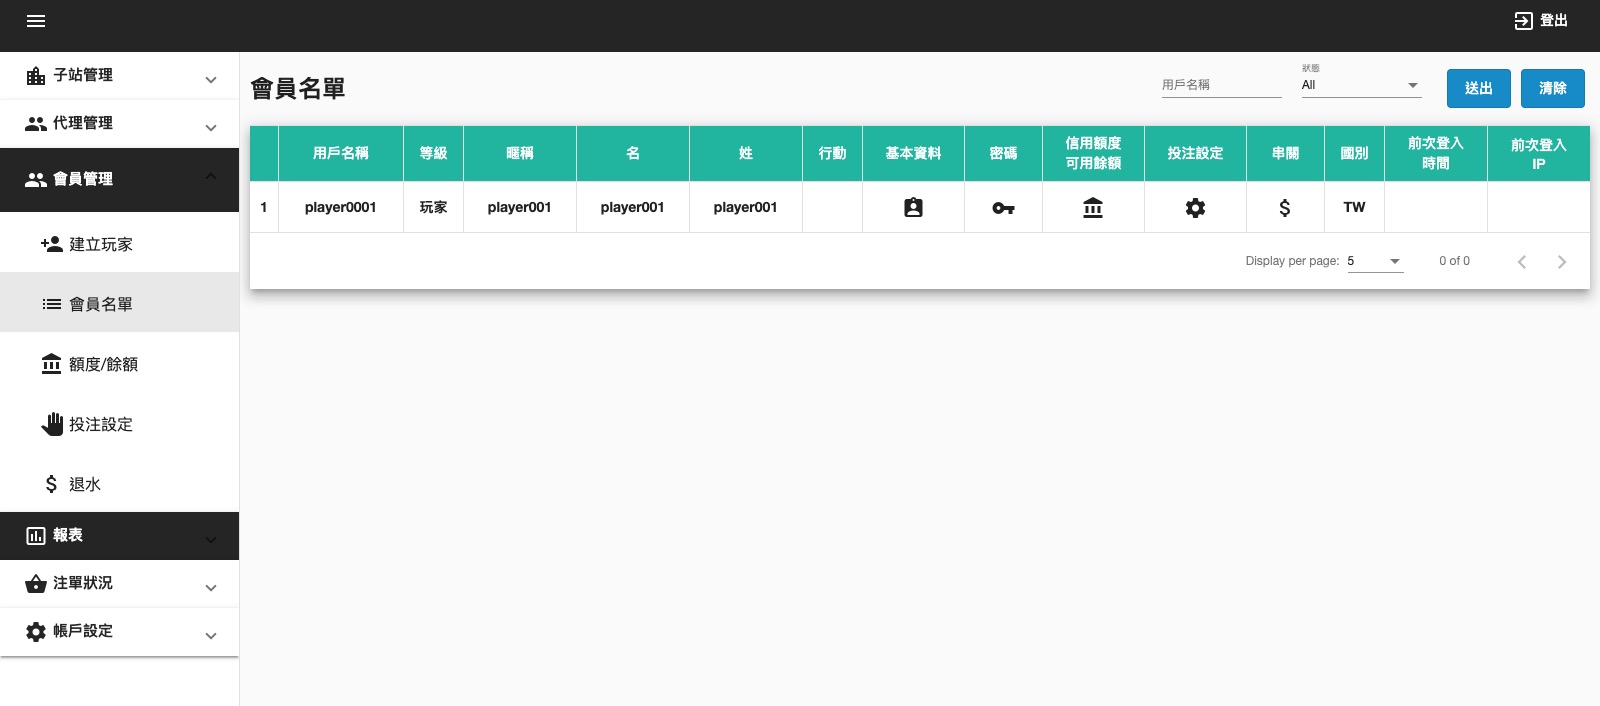 登出
子站管理
代理管理
會員管理
建立玩家
會員名單
額度/餘額
投注設定
退水
報表
注單狀況
帳戶設定
會員名單
用戶名稱
狀態
All
送出
清除
用戶名稱 等級 暱稱 名 姓 行動 基本資料 密碼 信用額度 可用餘額 投注設定 串關 國別 前次登入 時間 前次登入 IP
1 player0001 玩家 player001 player001 player001 TW
Display per page: 5 0 of 0